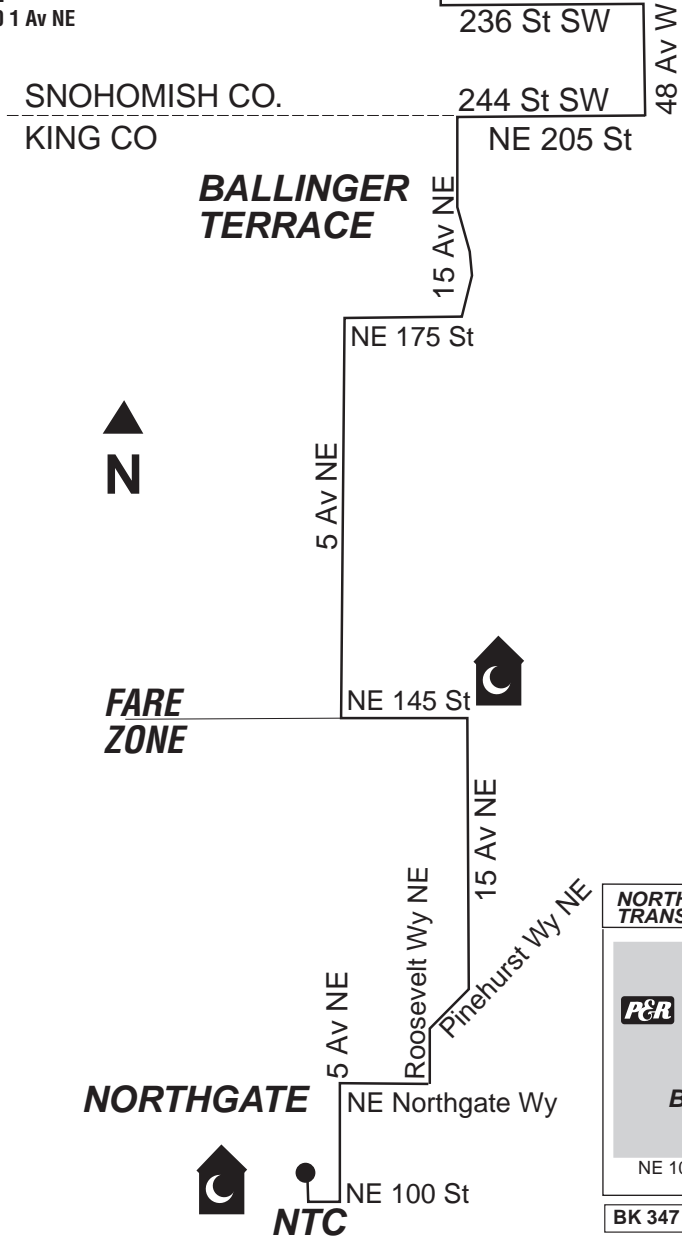 1 Av NE
236 St SW
48 Av W
SNOHOMISH CO.
244 St SW
KING CO
NE 205 St
BALLINGER
TERRACE
15 Av NE
NE 175 St
N
5 Av NE
FARE
ZONE
NE 145 St
15 Av NE
Roosevelt Wy NE
Pinehurst Wy NE
5 Av NE
NORTHGATE
NE Northgate Wy
NE 100 St
NTC
P&R
BK 347